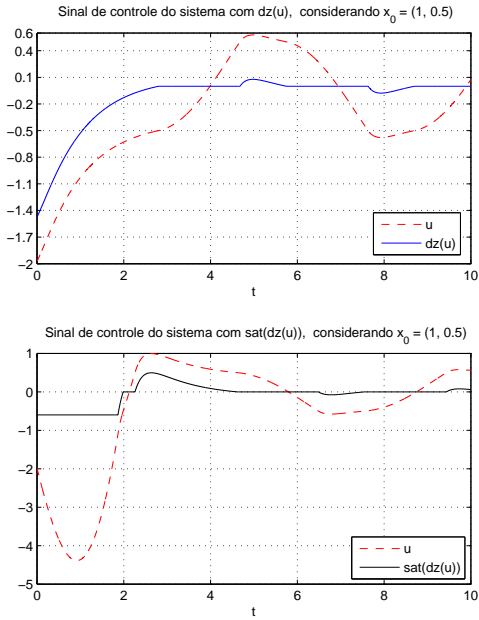 Sinal de controle do sistema com dz(u), considerando x_0 = (1, 0.5)
0.6
0.4
0.1
−0.2
−0.5
−0.8
−1.1
−1.4
−1.7
−2
0 2 4 6 8 10
t
u
dz(u)
Sinal de controle do sistema com sat(dz(u)), considerando x_0 = (1, 0.5)
1
0
−1
−2
−3
−4
−5
0 2 4 6 8 10
t
u
sat(dz(u))